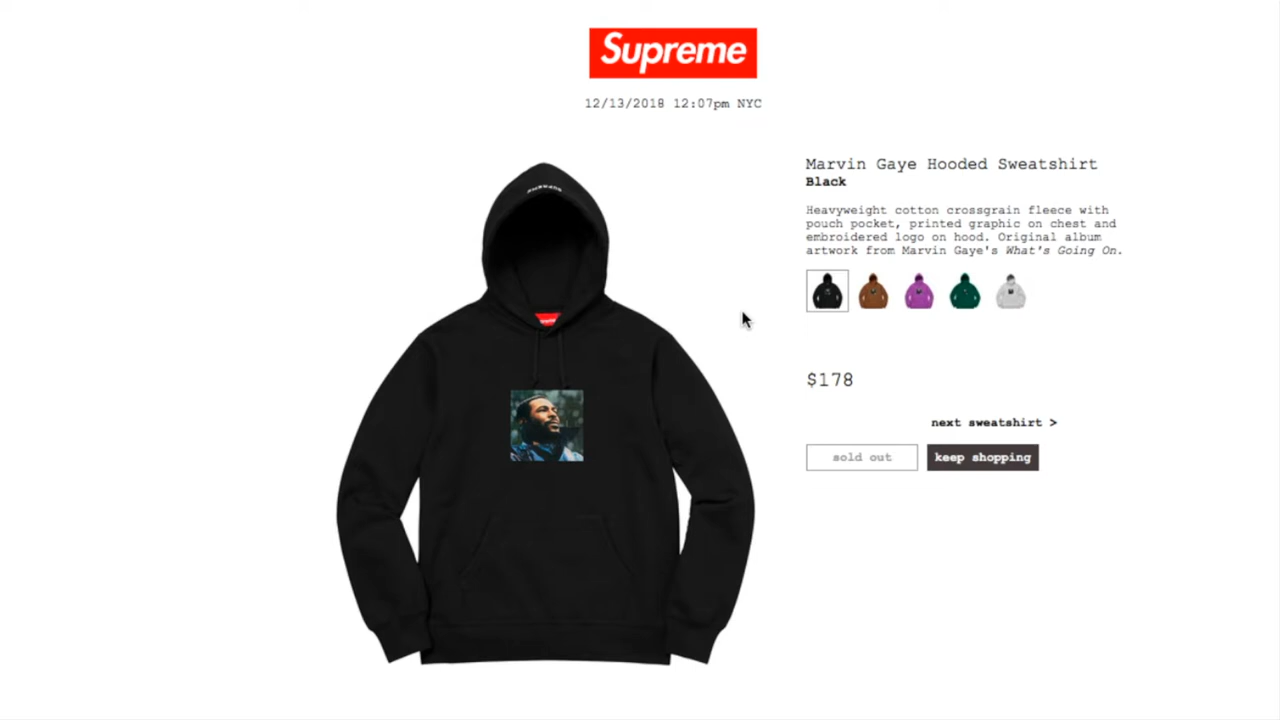 Supreme
12/13/2018 12:07pm NYC
Marvin Gaye Hooded Sweatshirt
Black
Heavyweight cotton crossgrain fleece with
pouch pocket, printed graphic on chest and
embroidered logo on hood. Original album
artwork from Marvin Gaye's What's Going On.
$178
next sweatshirt >
sold out
keep shopping